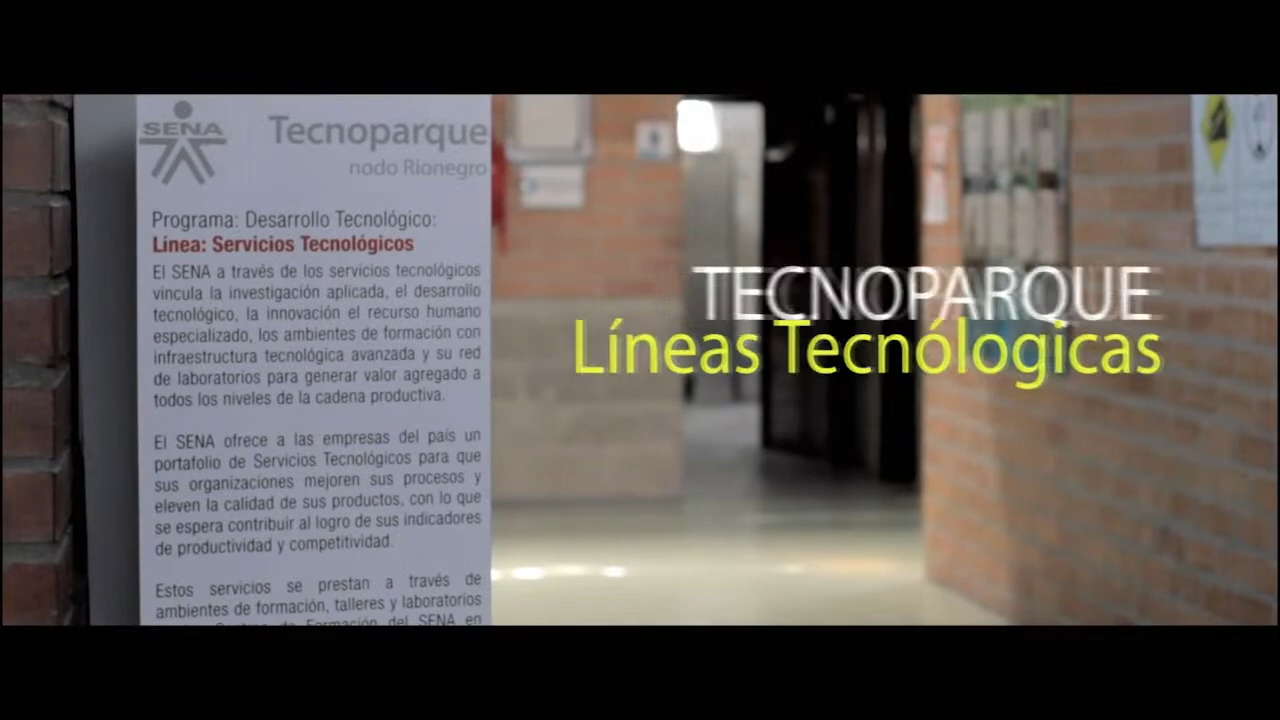 SENA
Tecnoparque
nodo Rionegro
Programa: Desarrollo Tecnológico:
Línea: Servicios Tecnológicos
El SENA a través de los servicios tecnológicos
vincula la investigación aplicada, el desarrollo
tecnológico, la innovación el recurso humano
especializado, los ambientes de formación con
infraestructura tecnológica avanzada y su red
de laboratorios para generar valor agregado a
todos los niveles de la cadena productiva.
El SENA ofrece a las empresas del país un
portafolio de Servicios Tecnológicos para que
sus organizaciones mejoren sus procesos y
eleven la calidad de sus productos, con lo que
se espera contribuir al logro de sus indicadores
de productividad y competitividad.
Estos servicios se prestan a través de
ambientes de formación, talleres y laboratorios
de Formación del SENA en
TECNOPARQUE
Líneas Tecnólogicas